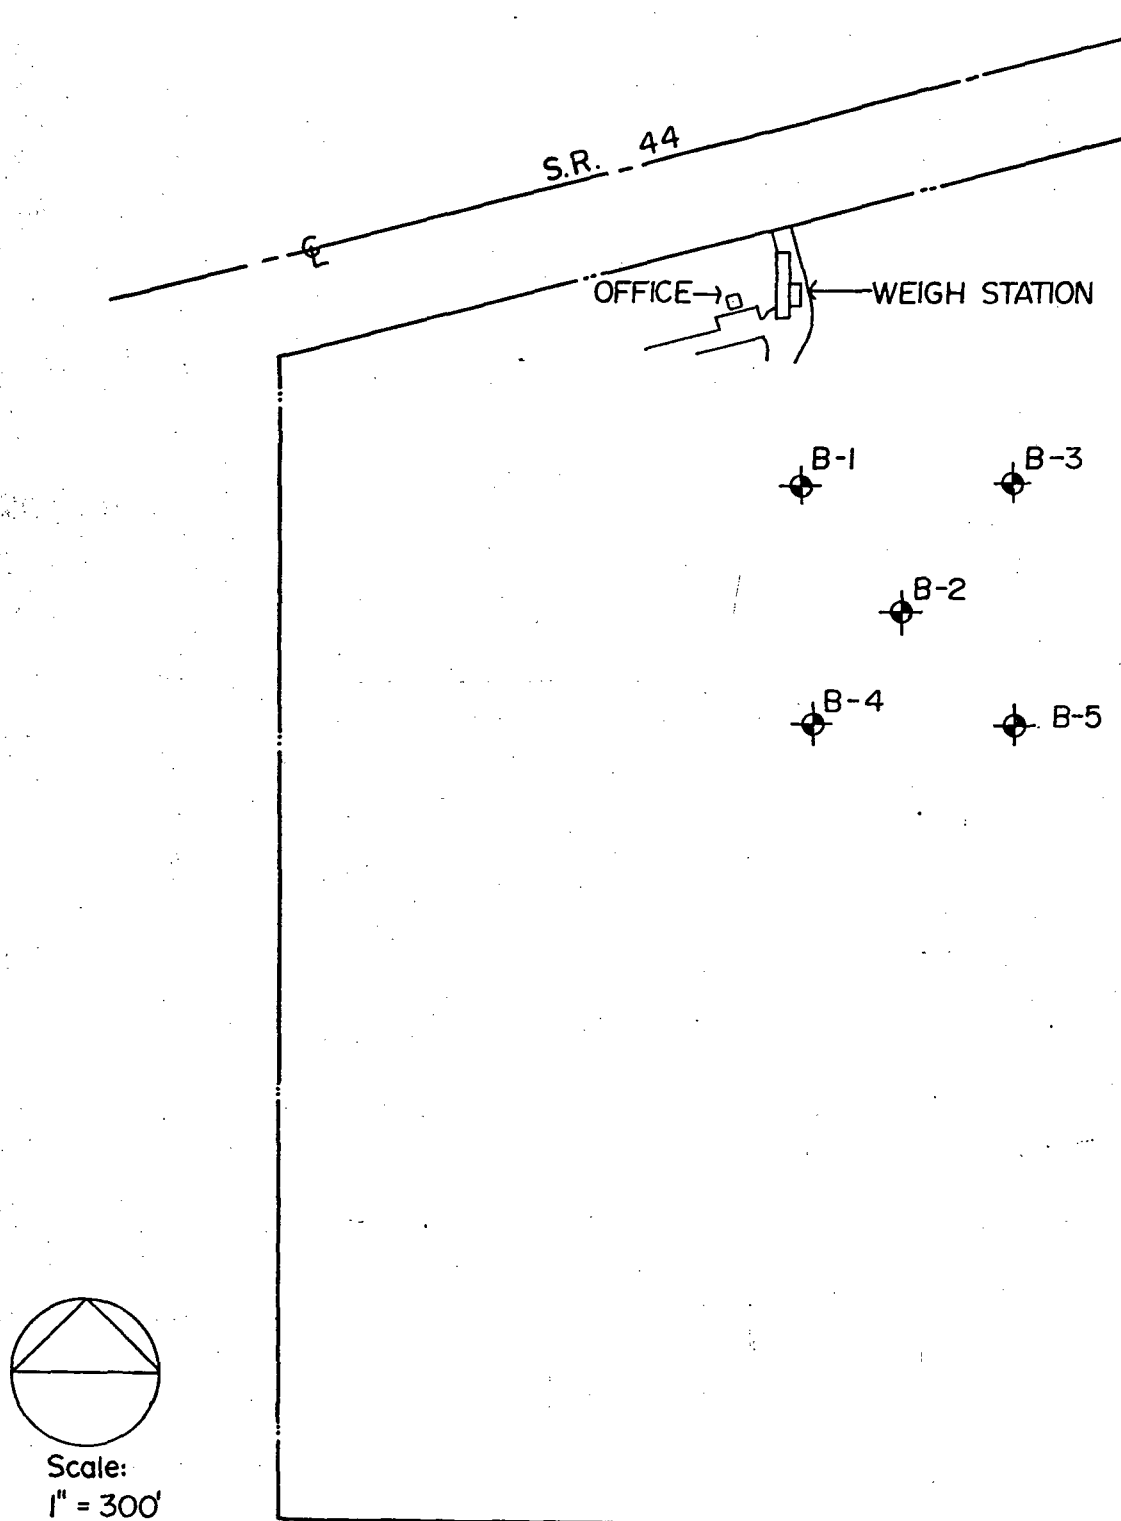 S.R. 44
℄
OFFICE
WEIGH STATION
B-1
B-3
B-2
B-4
B-5
Scale:
1" = 300'